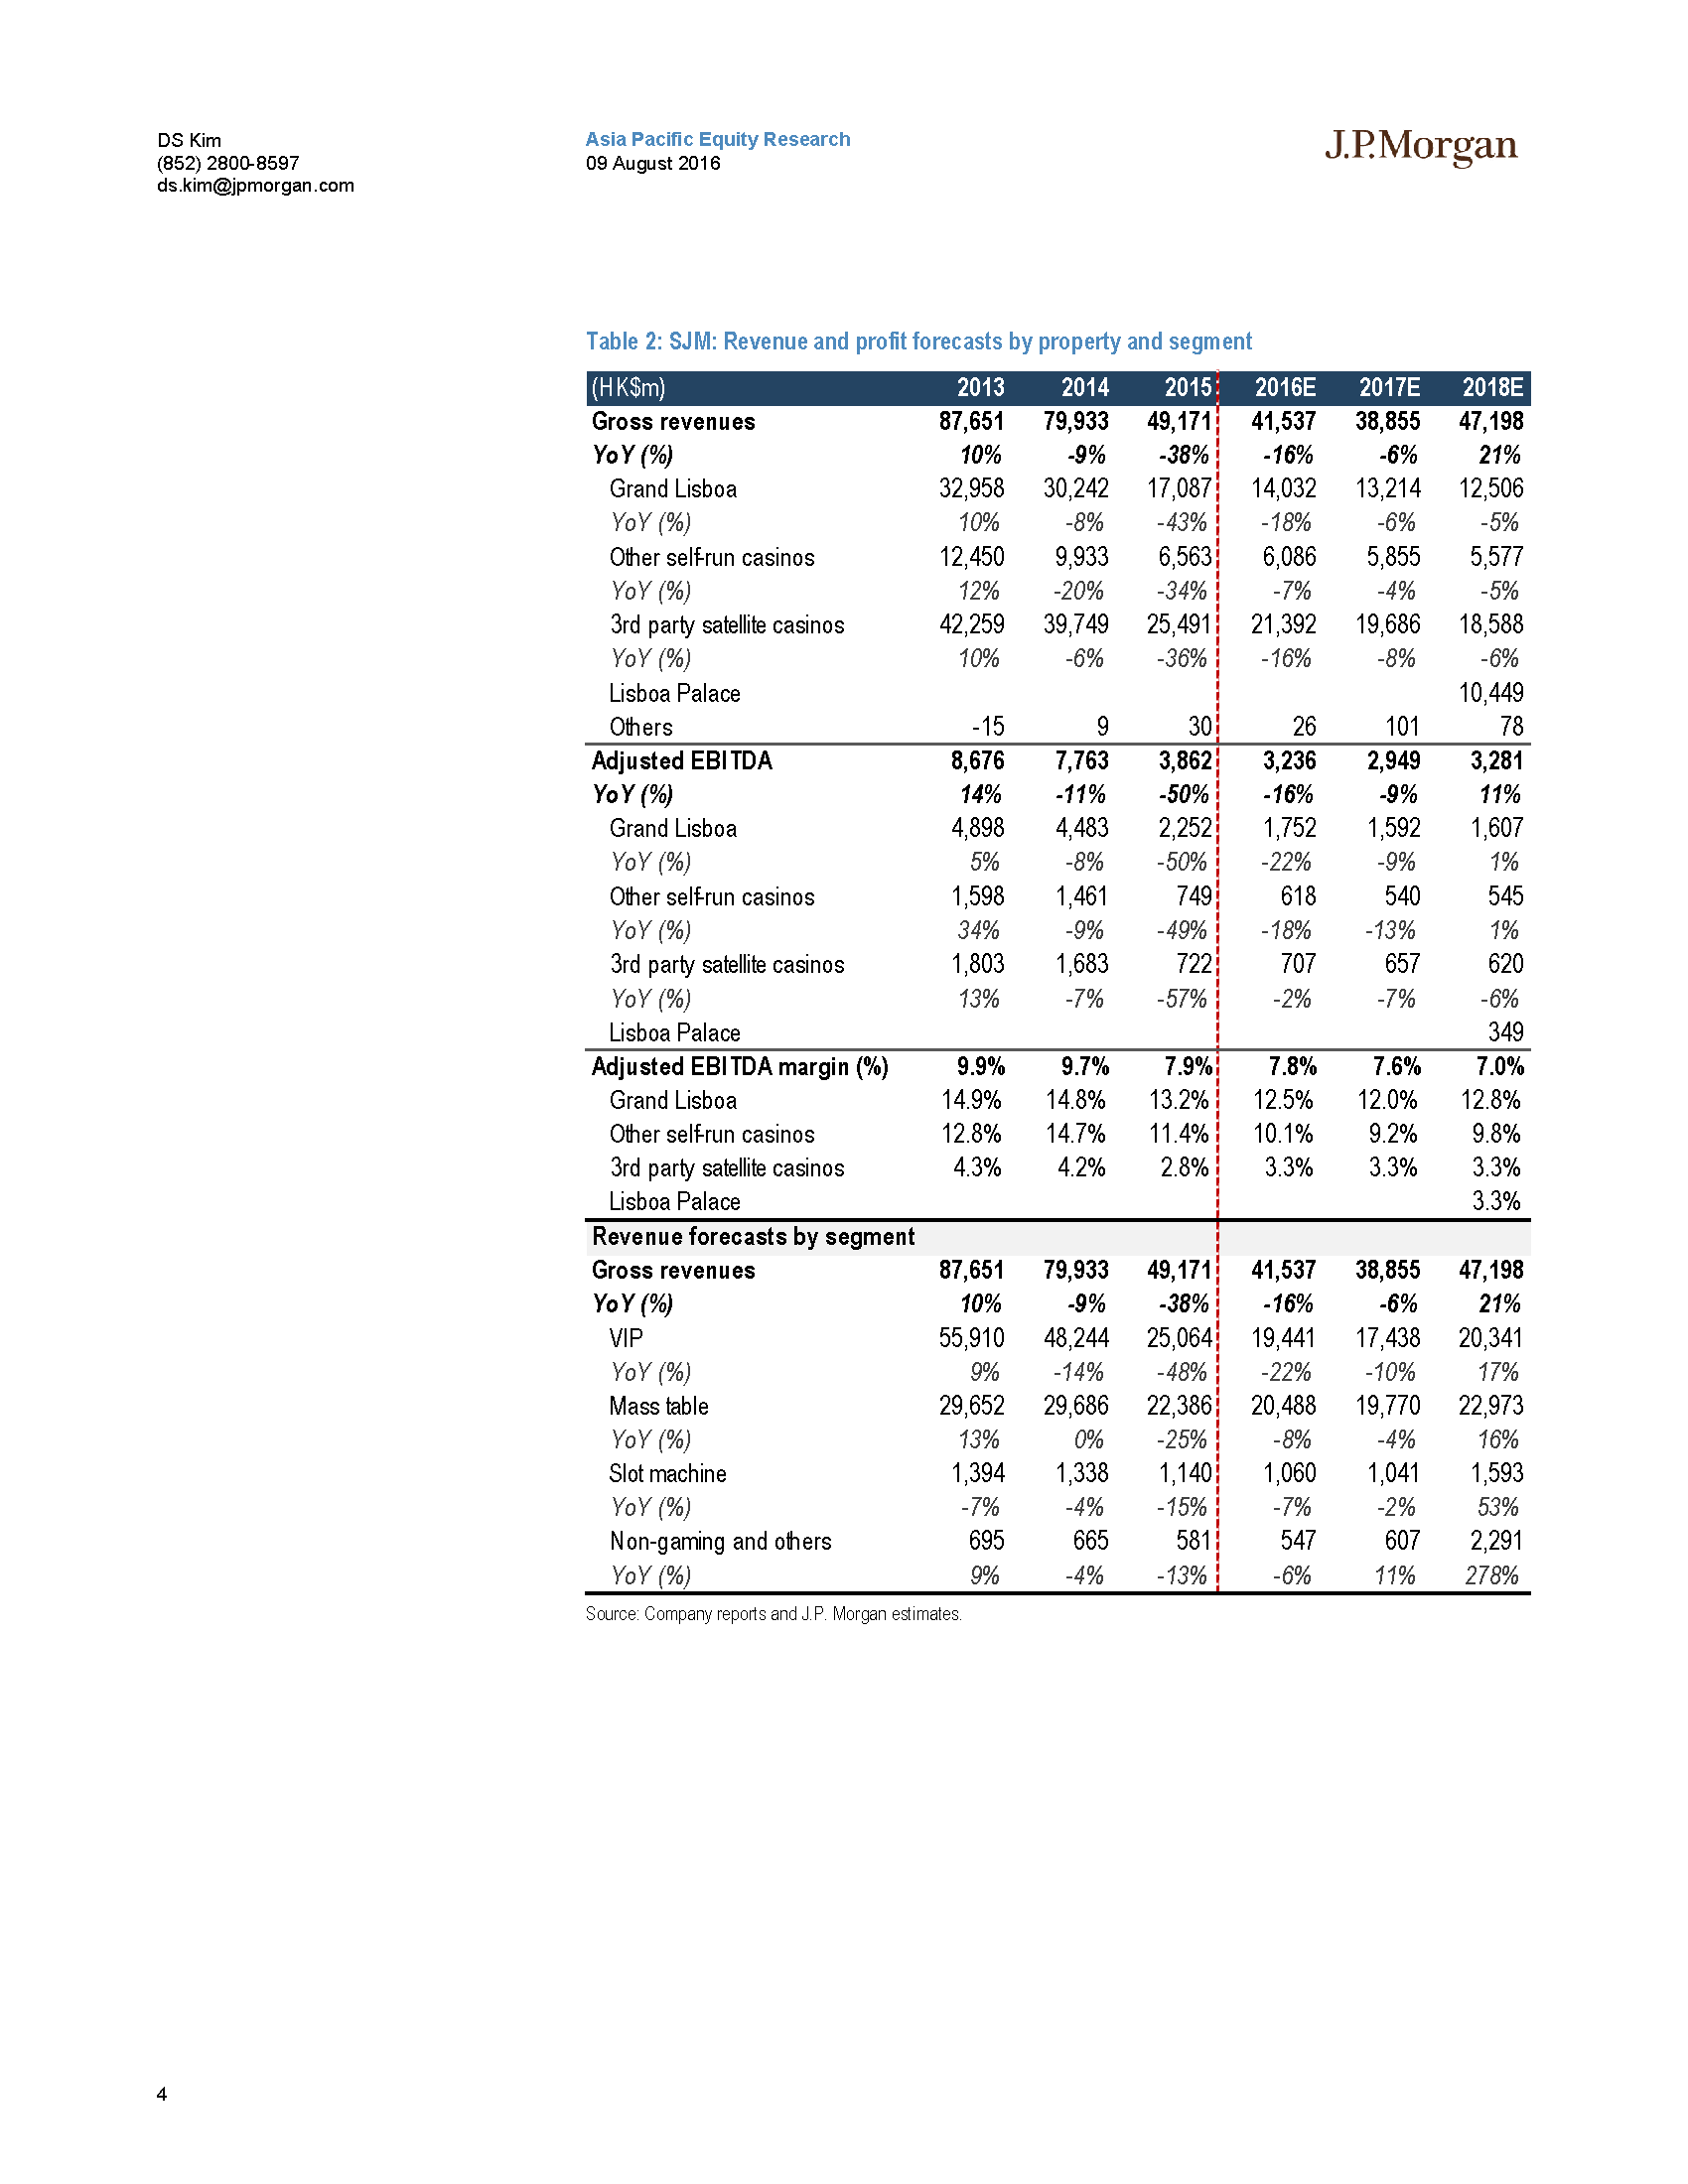 DS Kim
(852) 2800-8597
ds.kim@jpmorgan.com
Asia Pacific Equity Research
09 August 2016
J.P.Morgan
Table 2: SJM: Revenue and profit forecasts by property and segment
(HK$m) 2013 2014 2015 2016E 2017E 2018E
Gross revenues 87,651 79,933 49,171 41,537 38,855 47,198
YoY (%) 10% -9% -38% -16% -6% 21%
Grand Lisboa 32,958 30,242 17,087 14,032 13,214 12,506
YoY (%) 10% -8% -43% -18% -6% -5%
Other self-run casinos 12,450 9,933 6,563 6,086 5,855 5,577
YoY (%) 12% -20% -34% -7% -4% -5%
3rd party satellite casinos 42,259 39,749 25,491 21,392 19,686 18,588
YoY (%) 10% -6% -36% -16% -8% -6%
Lisboa Palace 10,449
Others -15 9 30 26 101 78
Adjusted EBITDA 8,676 7,763 3,862 3,236 2,949 3,281
YoY (%) 14% -11% -50% -16% -9% 11%
Grand Lisboa 4,898 4,483 2,252 1,752 1,592 1,607
YoY (%) 5% -8% -50% -22% -9% 1%
Other self-run casinos 1,598 1,461 749 618 540 545
YoY (%) 34% -9% -49% -18% -13% 1%
3rd party satellite casinos 1,803 1,683 722 707 657 620
YoY (%) 13% -7% -57% -2% -7% -6%
Lisboa Palace 349
Adjusted EBITDA margin (%) 9.9% 9.7% 7.9% 7.8% 7.6% 7.0%
Grand Lisboa 14.9% 14.8% 13.2% 12.5% 12.0% 12.8%
Other self-run casinos 12.8% 14.7% 11.4% 10.1% 9.2% 9.8%
3rd party satellite casinos 4.3% 4.2% 2.8% 3.3% 3.3% 3.3%
Lisboa Palace 3.3%
Revenue forecasts by segment
Gross revenues 87,651 79,933 49,171 41,537 38,855 47,198
YoY (%) 10% -9% -38% -16% -6% 21%
VIP 55,910 48,244 25,064 19,441 17,438 20,341
YoY (%) 9% -14% -48% -22% -10% 17%
Mass table 29,652 29,686 22,386 20,488 19,770 22,973
YoY (%) 13% 0% -25% -8% -4% 16%
Slot machine 1,394 1,338 1,140 1,060 1,041 1,593
YoY (%) -7% -4% -15% -7% -2% 53%
Non-gaming and others 695 665 581 547 607 2,291
YoY (%) 9% -4% -13% -6% 11% 278%
Source: Company reports and J.P. Morgan estimates.
4